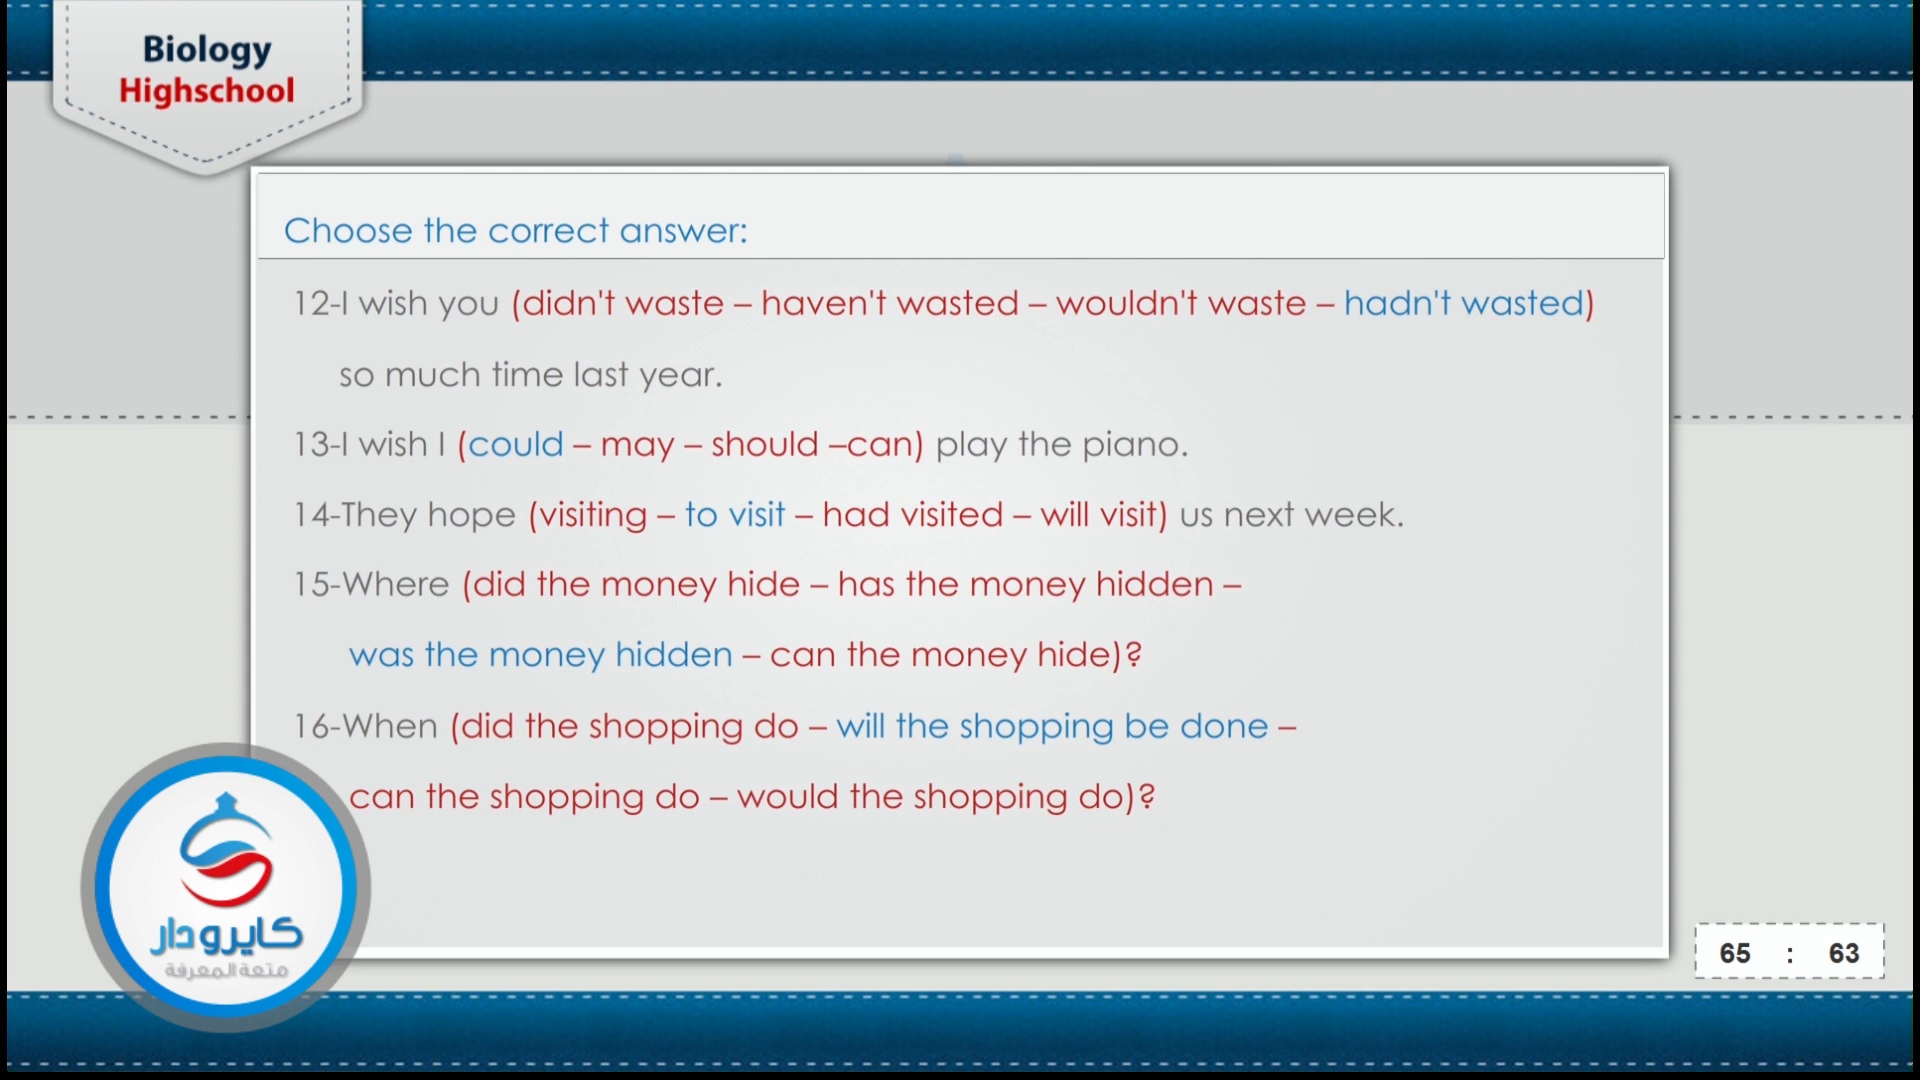 Biology
Highschool
Choose the correct answer:
12-I wish you (didn't waste – haven't wasted – wouldn't waste – hadn't wasted)
so much time last year.
13-I wish I (could – may – should –can) play the piano.
14-They hope (visiting – to visit – had visited – will visit) us next week.
15-Where (did the money hide – has the money hidden –
was the money hidden – can the money hide)?
16-When (did the shopping do – will the shopping be done –
can the shopping do – would the shopping do)?
كايرودار
متعة المعرفة
65 : 63